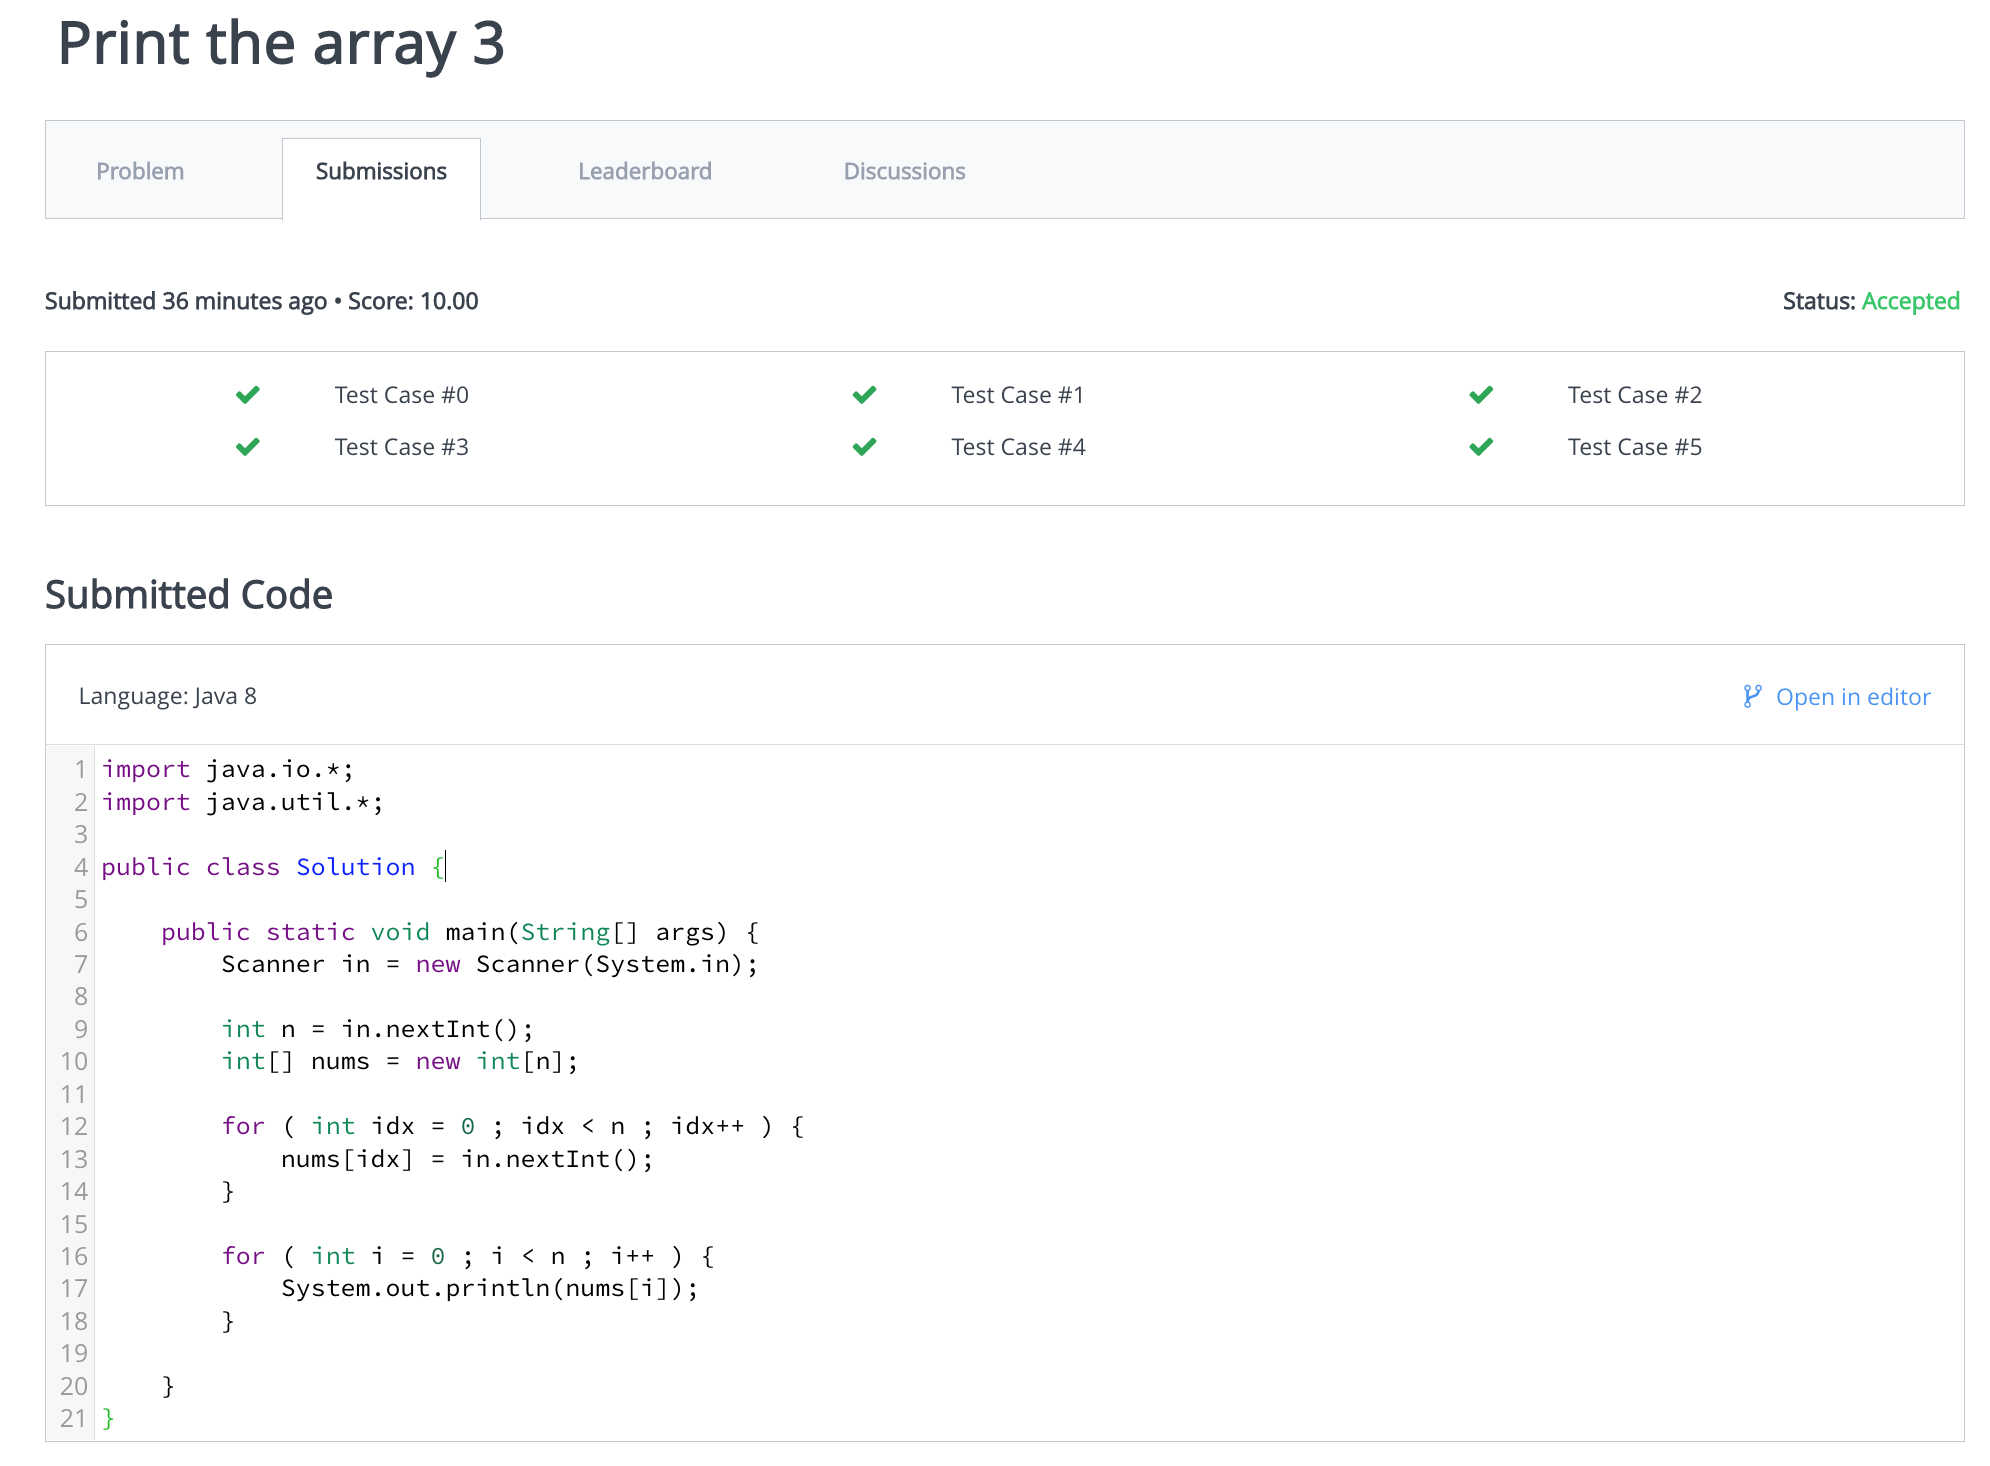 Print the array 3
Problem Submissions Leaderboard Discussions
Submitted 36 minutes ago • Score: 10.00 Status: Accepted
Test Case #0 Test Case #1 Test Case #2
Test Case #3 Test Case #4 Test Case #5
Submitted Code
Language: Java 8 Open in editor
1 import java.io.*;
2 import java.util.*;
3
4 public class Solution {
5
6     public static void main(String[] args) {
7         Scanner in = new Scanner(System.in);
8
9         int n = in.nextInt();
10         int[] nums = new int[n];
11
12         for ( int idx = 0 ; idx < n ; idx++ ) {
13             nums[idx] = in.nextInt();
14         }
15
16         for ( int i = 0 ; i < n ; i++ ) {
17             System.out.println(nums[i]);
18         }
19
20     }
21 }